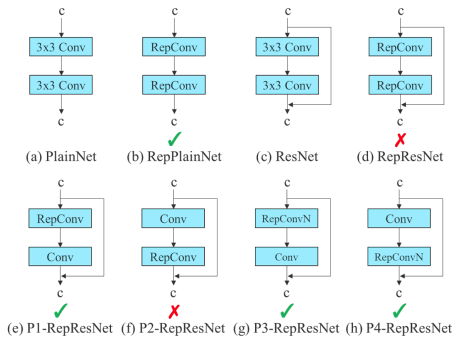 c c c c
3x3 Conv RepConv 3x3 Conv RepConv
3x3 Conv RepConv 3x3 Conv RepConv
c c c c
(a) PlainNet (b) RepPlainNet (c) ResNet (d) RepResNet
c c c c
RepConv Conv RepConvN Conv
Conv RepConv Conv RepConvN
c c c c
(e) P1-RepResNet (f) P2-RepResNet (g) P3-RepResNet (h) P4-RepResNet